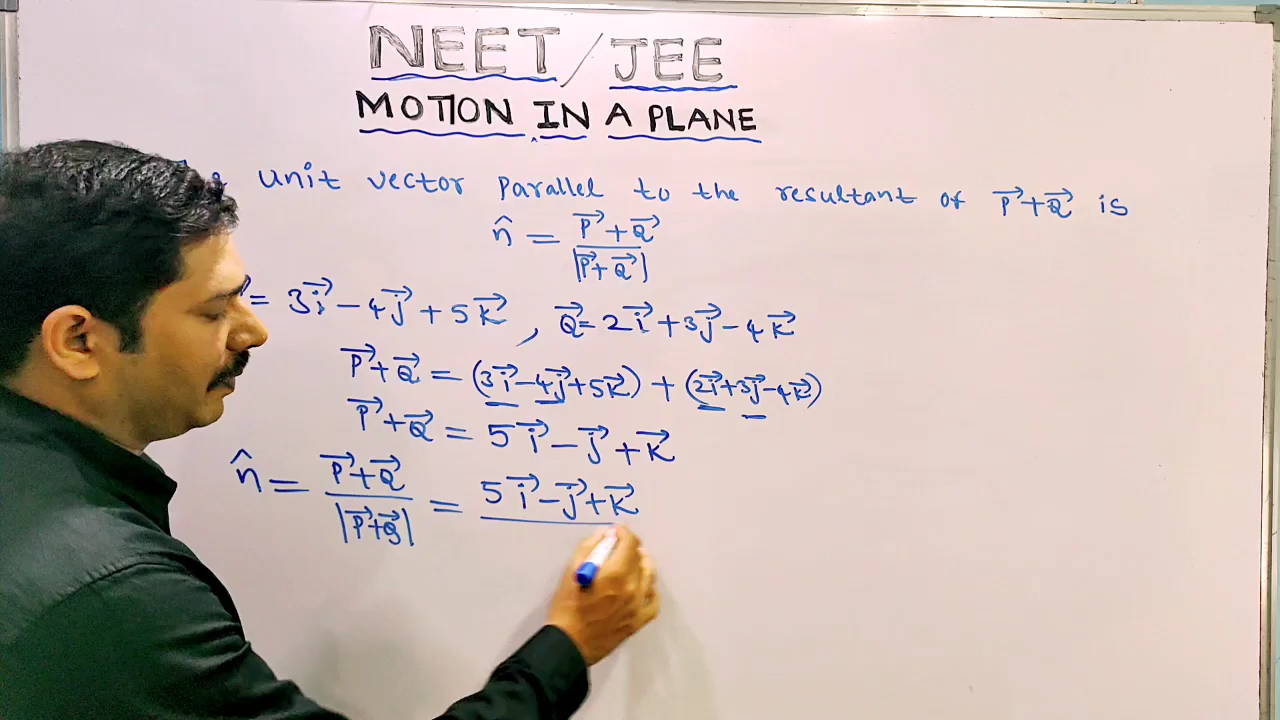 NEET/JEE
MOTION IN A PLANE
unit vector parallel to the resultant of P⃗+Q⃗ is
n̂ = (P⃗+Q⃗)/|P⃗+Q⃗|
= 3i⃗ − 4j⃗ + 5k⃗ , Q⃗ = 2i⃗ + 3j⃗ − 4k⃗
P⃗+Q⃗ = (3i⃗ − 4j⃗ + 5k⃗) + (2i⃗ + 3j⃗ − 4k⃗)
P⃗+Q⃗ = 5i⃗ − j⃗ + k⃗
n̂ = (P⃗+Q⃗)/|P⃗+Q⃗| = 5i⃗ − j⃗ + k⃗